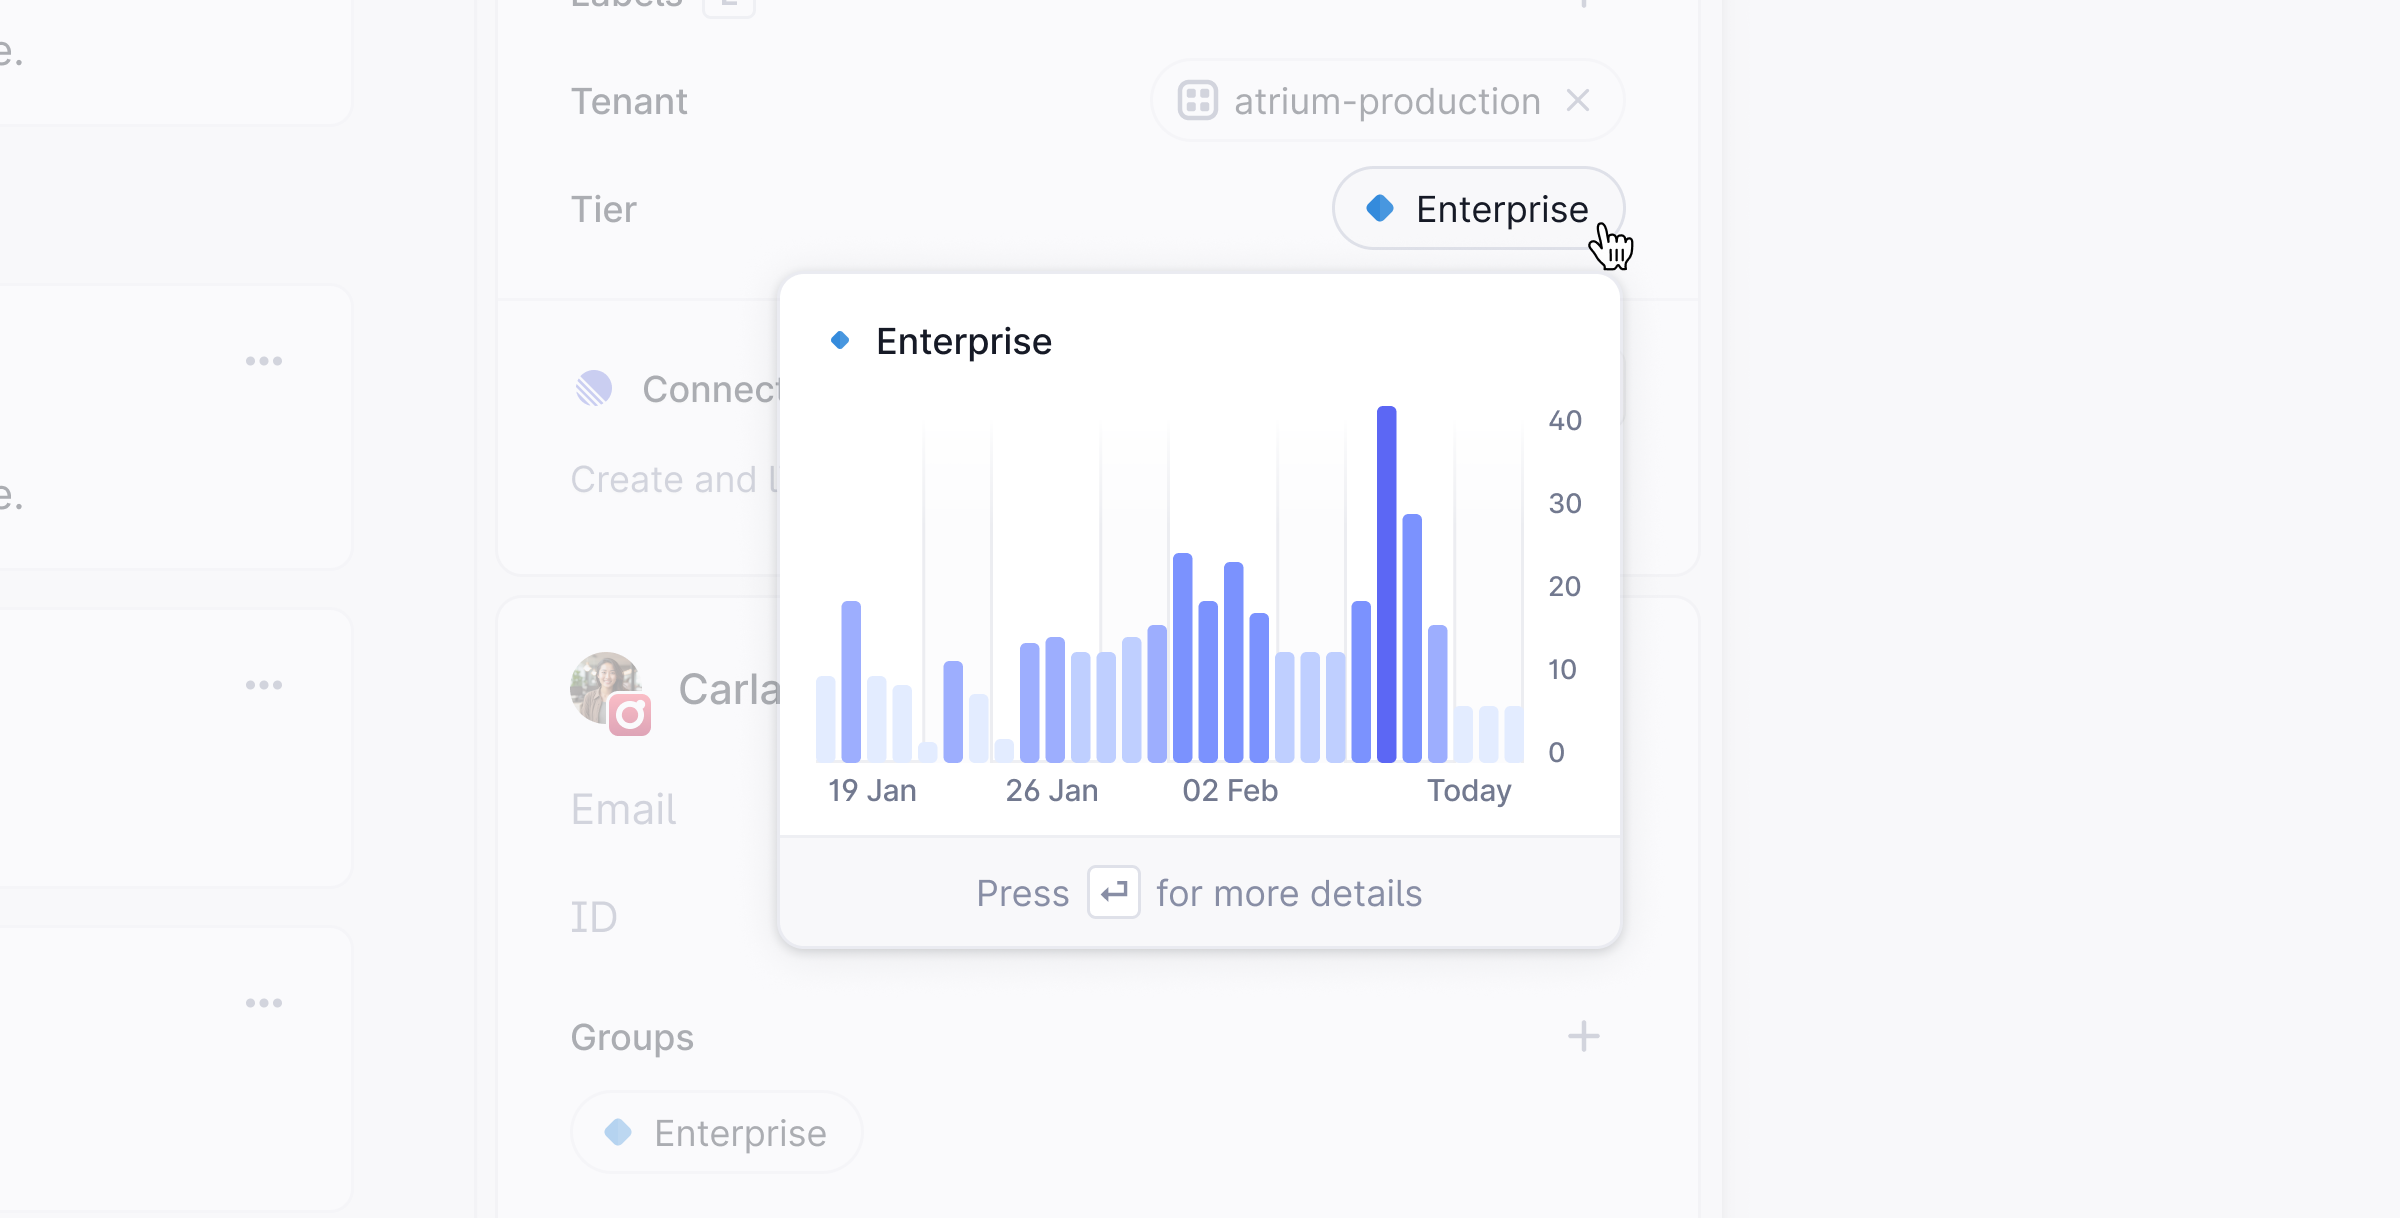 Labels
e.
Tenant
atrium-production
Tier
Enterprise
Enterprise
Connect
Create and l
40
30
20
10
0
19 Jan
26 Jan
02 Feb
Today
e.
Press for more details
Carla
Email
ID
Groups
Enterprise